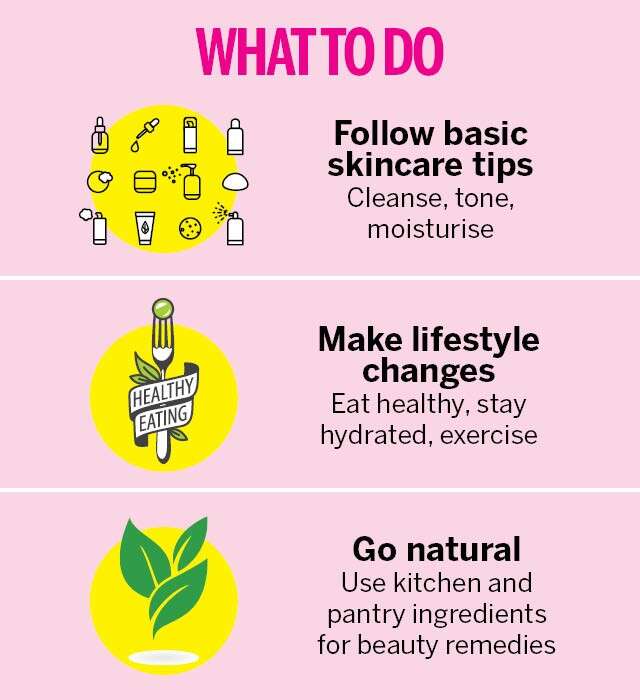 WHAT TO DO
Follow basic
skincare tips
Cleanse, tone,
moisturise
HEALTHY
EATING
Make lifestyle
changes
Eat healthy, stay
hydrated, exercise
Go natural
Use kitchen and
pantry ingredients
for beauty remedies